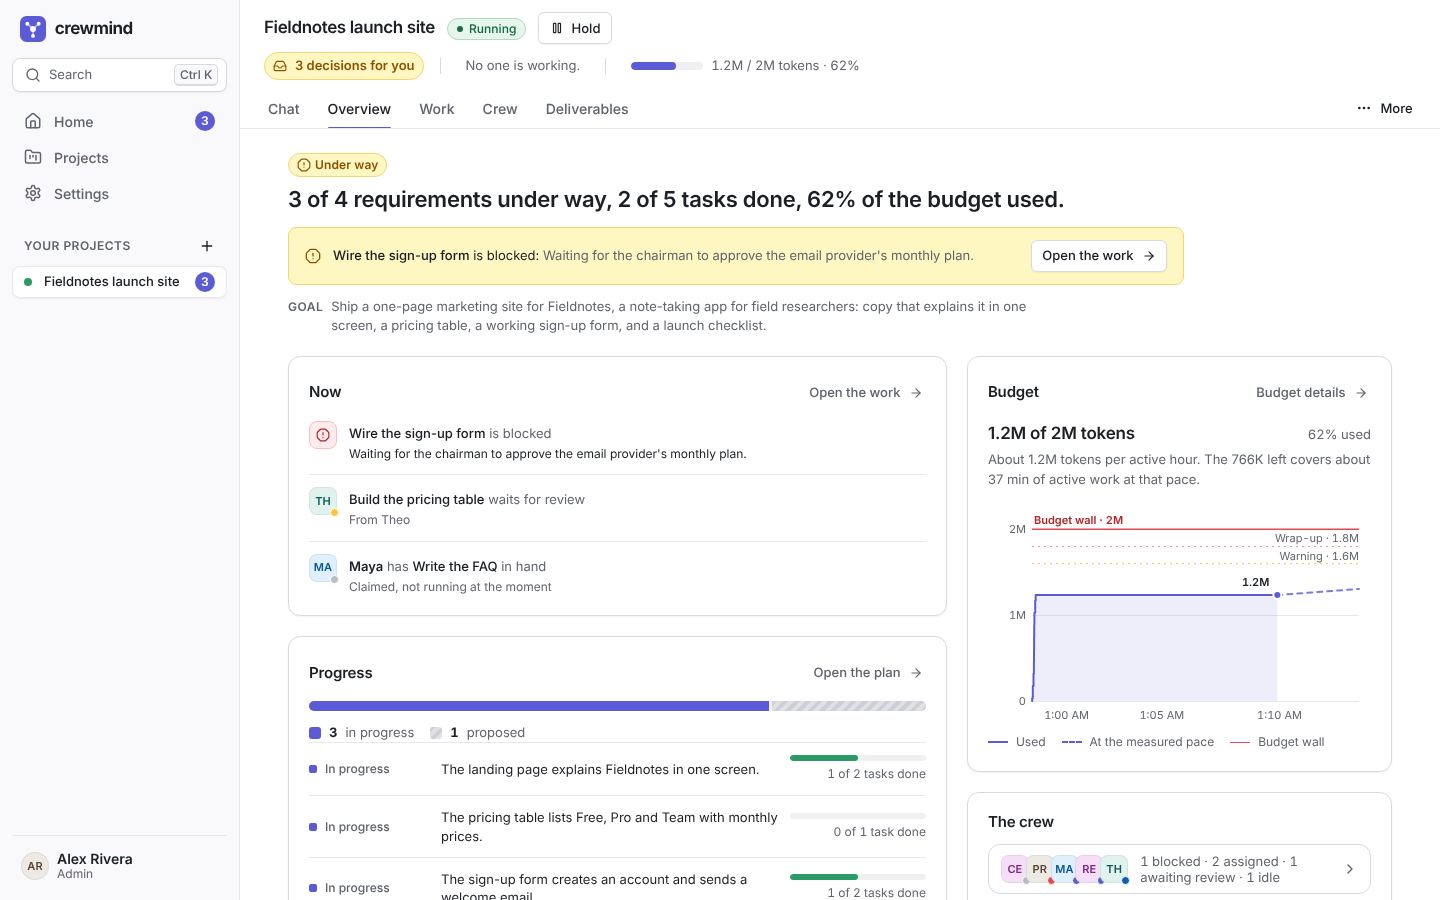 crewmind
Search
Ctrl K
Home
3
Projects
Settings
YOUR PROJECTS
Fieldnotes launch site
3
AR
Alex Rivera
Admin
Fieldnotes launch site
Running
Hold
3 decisions for you
No one is working.
1.2M / 2M tokens · 62%
Chat
Overview
Work
Crew
Deliverables
More
Under way
3 of 4 requirements under way, 2 of 5 tasks done, 62% of the budget used.
Wire the sign-up form is blocked: Waiting for the chairman to approve the email provider's monthly plan.
Open the work
GOAL
Ship a one-page marketing site for Fieldnotes, a note-taking app for field researchers: copy that explains it in one
screen, a pricing table, a working sign-up form, and a launch checklist.
Now
Open the work
Wire the sign-up form is blocked
Waiting for the chairman to approve the email provider's monthly plan.
TH
Build the pricing table waits for review
From Theo
MA
Maya has Write the FAQ in hand
Claimed, not running at the moment
Progress
Open the plan
3 in progress
1 proposed
In progress
The landing page explains Fieldnotes in one screen.
1 of 2 tasks done
In progress
The pricing table lists Free, Pro and Team with monthly
prices.
0 of 1 task done
In progress
The sign-up form creates an account and sends a
welcome email.
1 of 2 tasks done
Budget
Budget details
1.2M of 2M tokens
62% used
About 1.2M tokens per active hour. The 766K left covers about
37 min of active work at that pace.
Budget wall · 2M
2M
Wrap-up · 1.8M
Warning · 1.6M
1.2M
1M
0
1:00 AM
1:05 AM
1:10 AM
Used
At the measured pace
Budget wall
The crew
CE
PR
MA
RE
TH
1 blocked · 2 assigned · 1
awaiting review · 1 idle